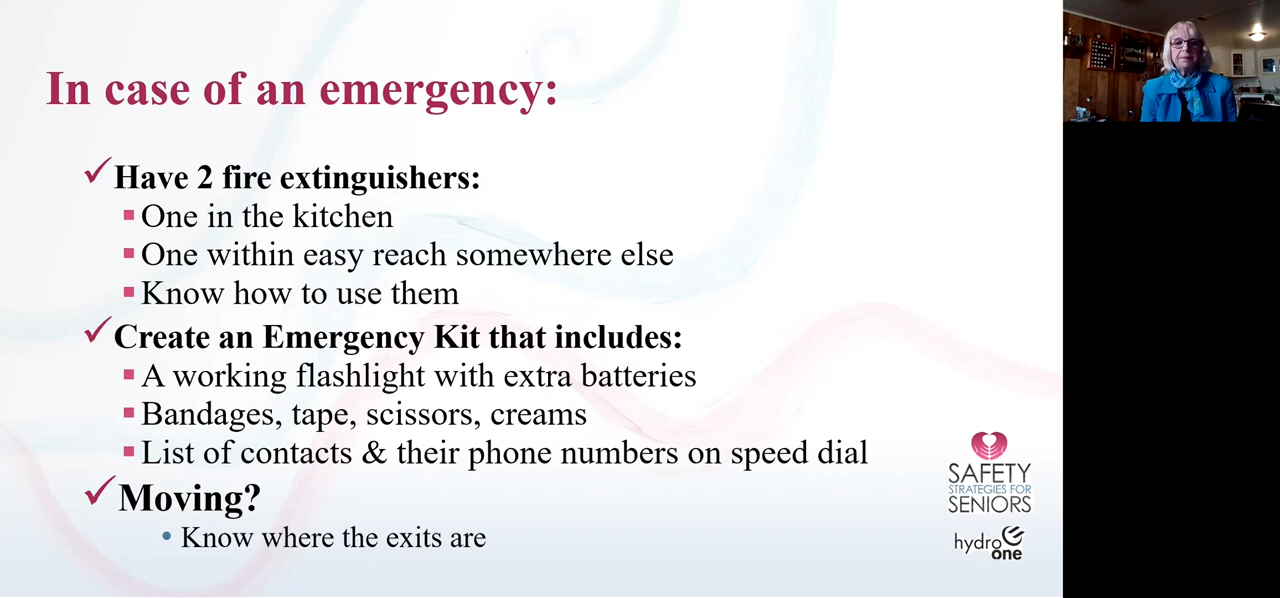 In case of an emergency:
Have 2 fire extinguishers:
One in the kitchen
One within easy reach somewhere else
Know how to use them
Create an Emergency Kit that includes:
A working flashlight with extra batteries
Bandages, tape, scissors, creams
List of contacts & their phone numbers on speed dial
Moving?
Know where the exits are
SAFETY
STRATEGIES FOR
SENIORS
hydro
one